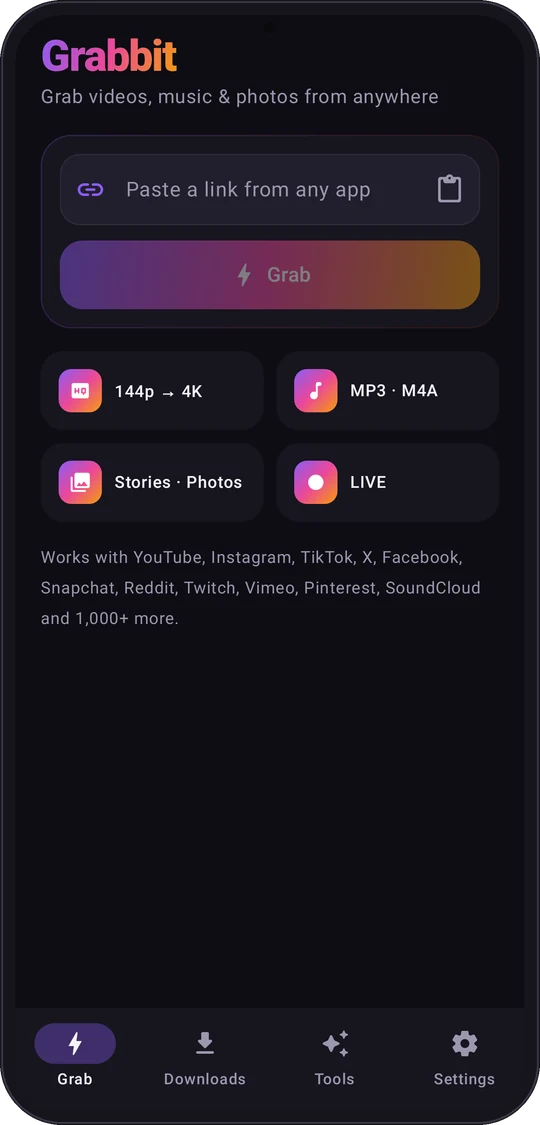 Grabbit
Grab videos, music & photos from anywhere
Paste a link from any app
Grab
HQ
144p → 4K
MP3 · M4A
Stories · Photos
LIVE
Works with YouTube, Instagram, TikTok, X, Facebook,
Snapchat, Reddit, Twitch, Vimeo, Pinterest, SoundCloud
and 1,000+ more.
Grab
Downloads
Tools
Settings